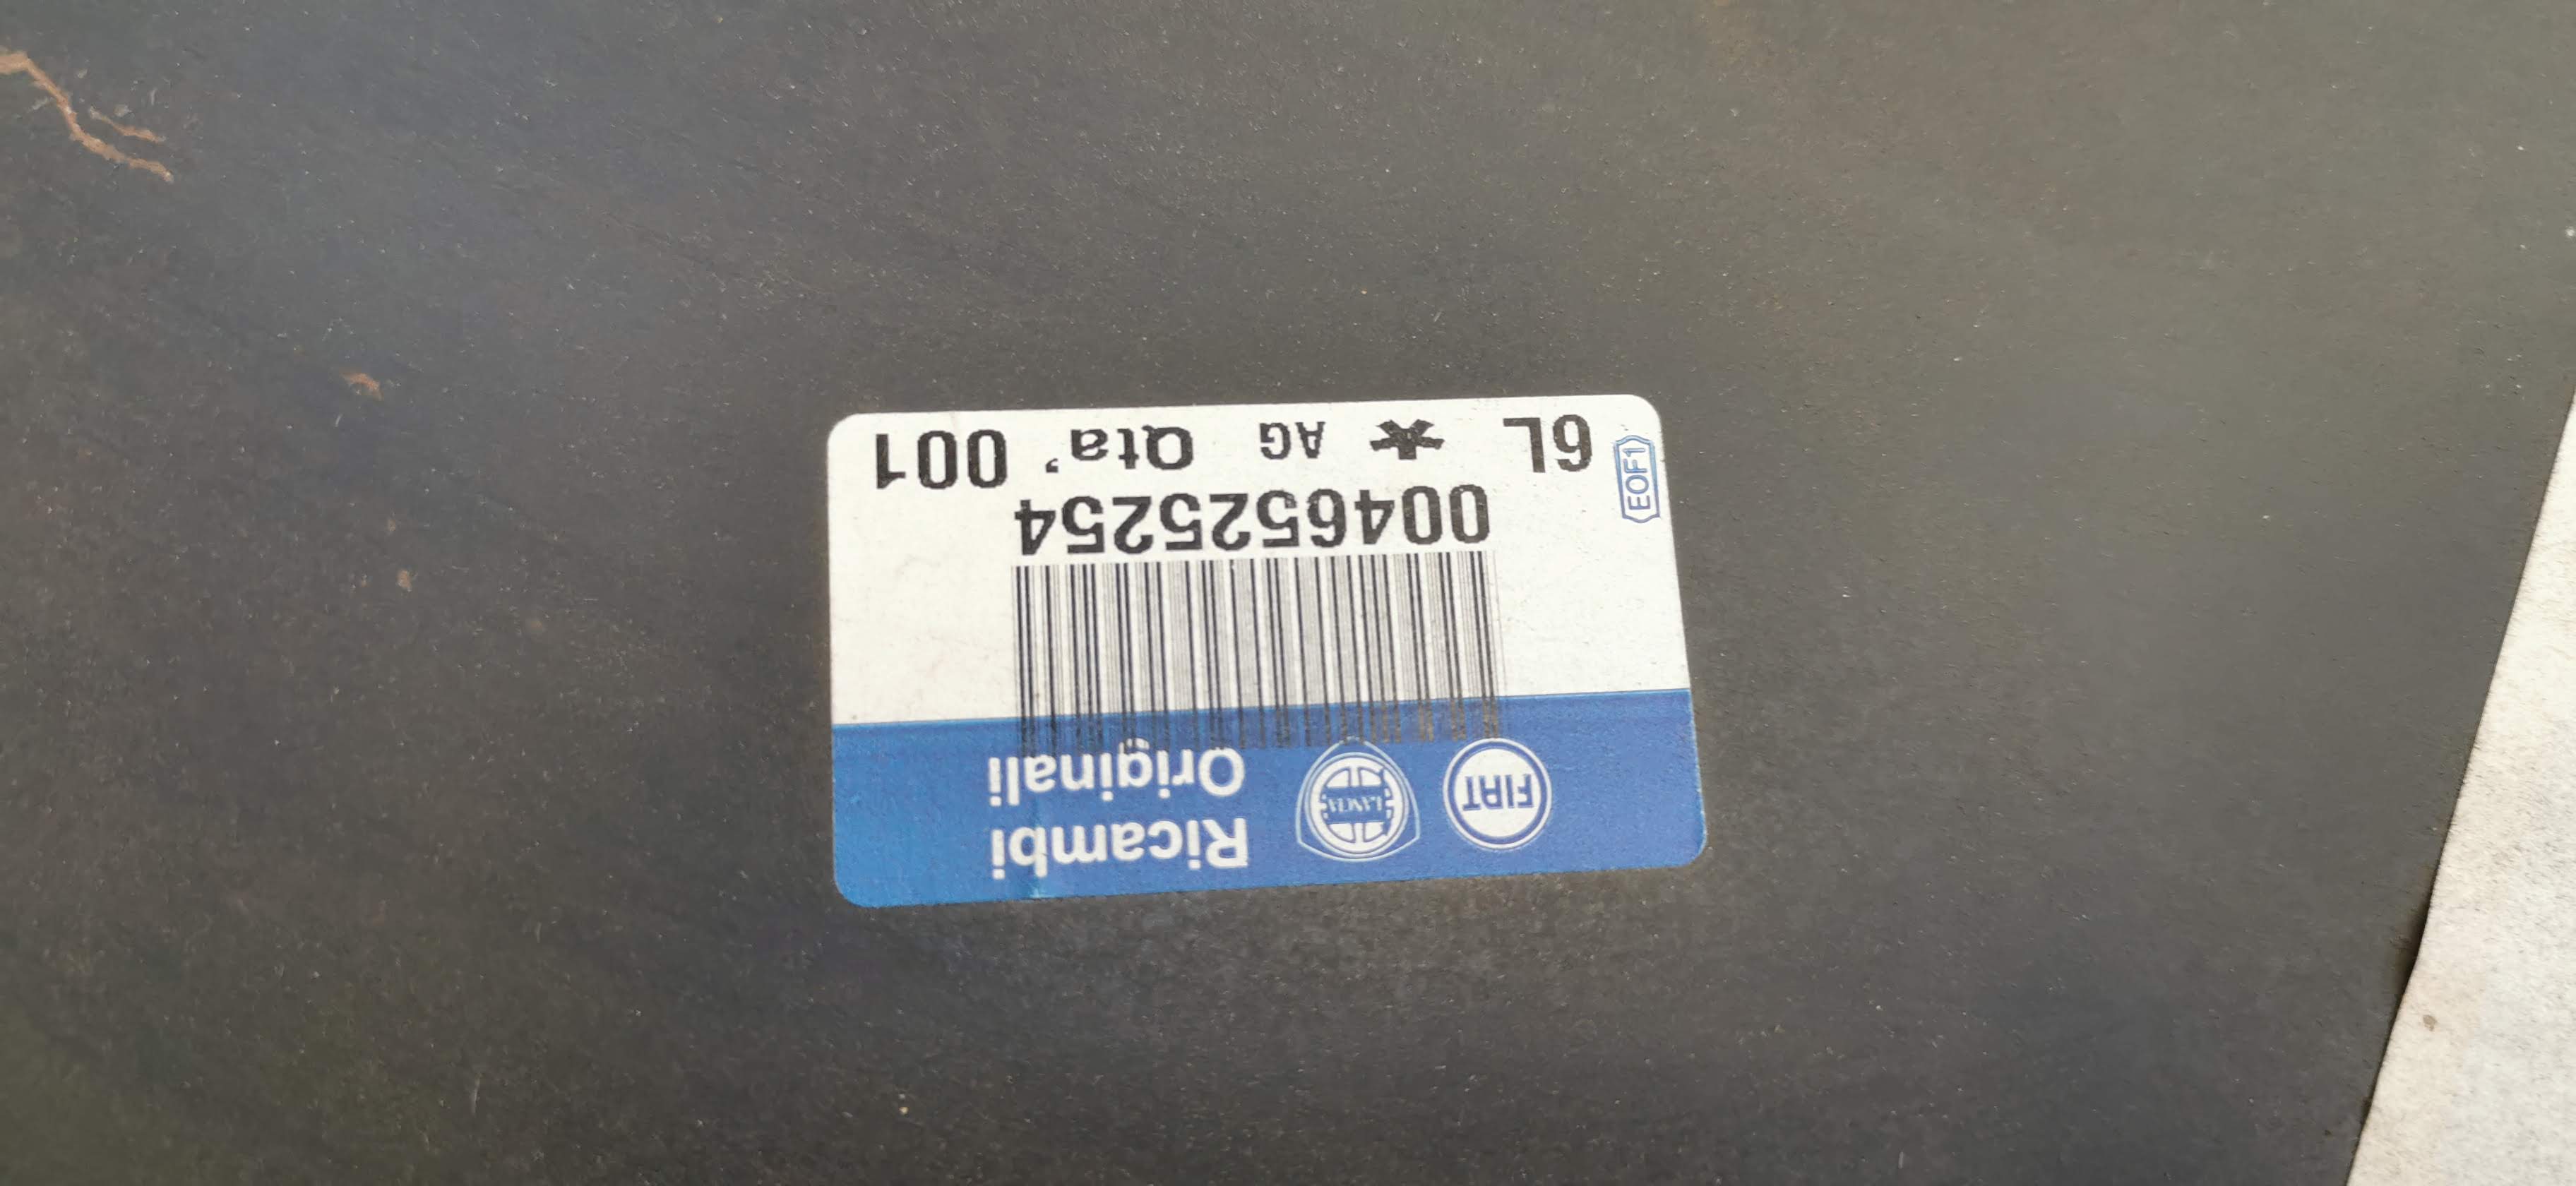 FIAT
LANCIA
Ricambi
Originali
0046525254
6L * AG Qta' 001
EOF1